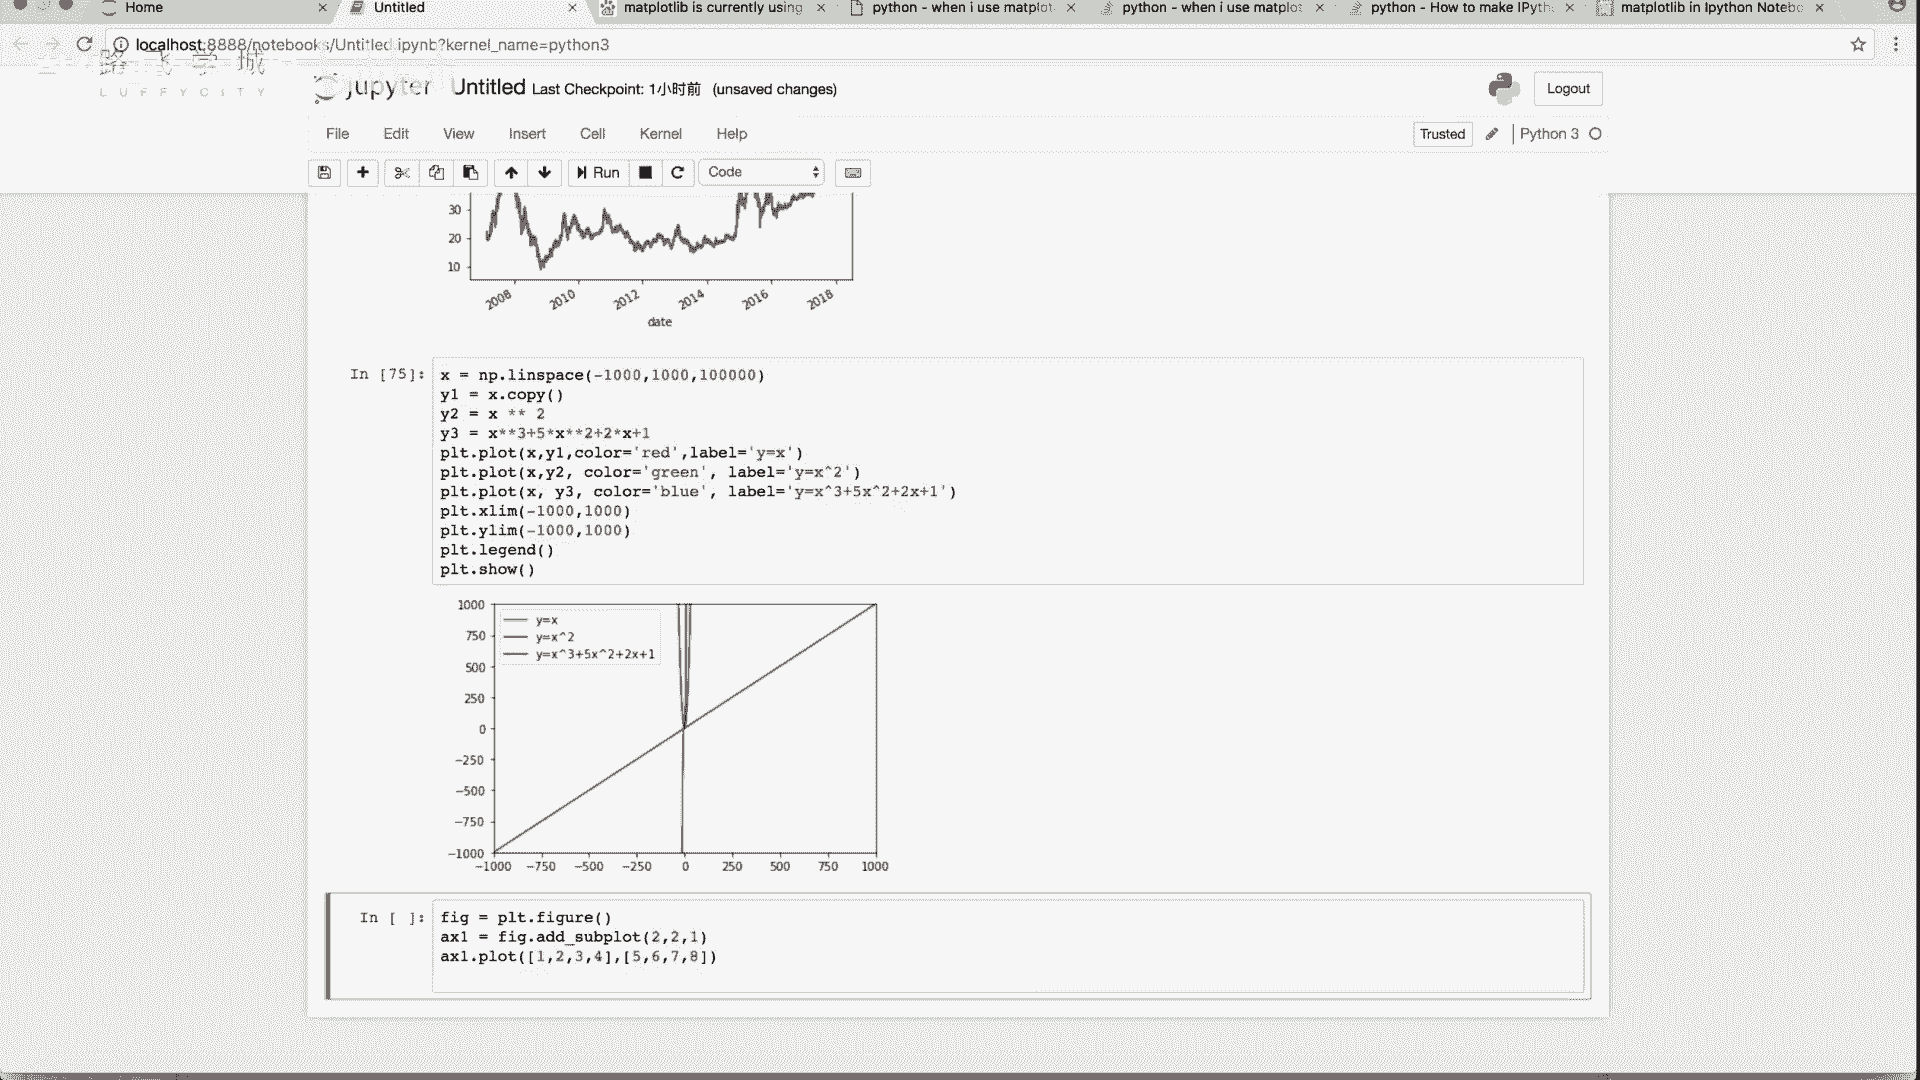 Home
Untitled
matplotlib is currently using
python - when i use matplot
python - when i use matplot
python - How to make IPyth
matplotlib in Ipython Notebo
localhost:8888/notebooks/Untitled.ipynb?kernel_name=python3
路飞学城
LUFFYCITY
jupyter Untitled Last Checkpoint: 1小时前 (unsaved changes)
Logout
File Edit View Insert Cell Kernel Help
Trusted Python 3
Run Code
30
20
10
2008 2010 2012 2014 2016 2018
date
In [75]:
x = np.linspace(-1000,1000,100000)
y1 = x.copy()
y2 = x ** 2
y3 = x**3+5*x**2+2*x+1
plt.plot(x,y1,color='red',label='y=x')
plt.plot(x,y2, color='green', label='y=x^2')
plt.plot(x, y3, color='blue', label='y=x^3+5x^2+2x+1')
plt.xlim(-1000,1000)
plt.ylim(-1000,1000)
plt.legend()
plt.show()
1000
750
500
250
0
−250
−500
−750
−1000
y=x
y=x^2
y=x^3+5x^2+2x+1
−1000 −750 −500 −250 0 250 500 750 1000
In [ ]:
fig = plt.figure()
ax1 = fig.add_subplot(2,2,1)
ax1.plot([1,2,3,4],[5,6,7,8])